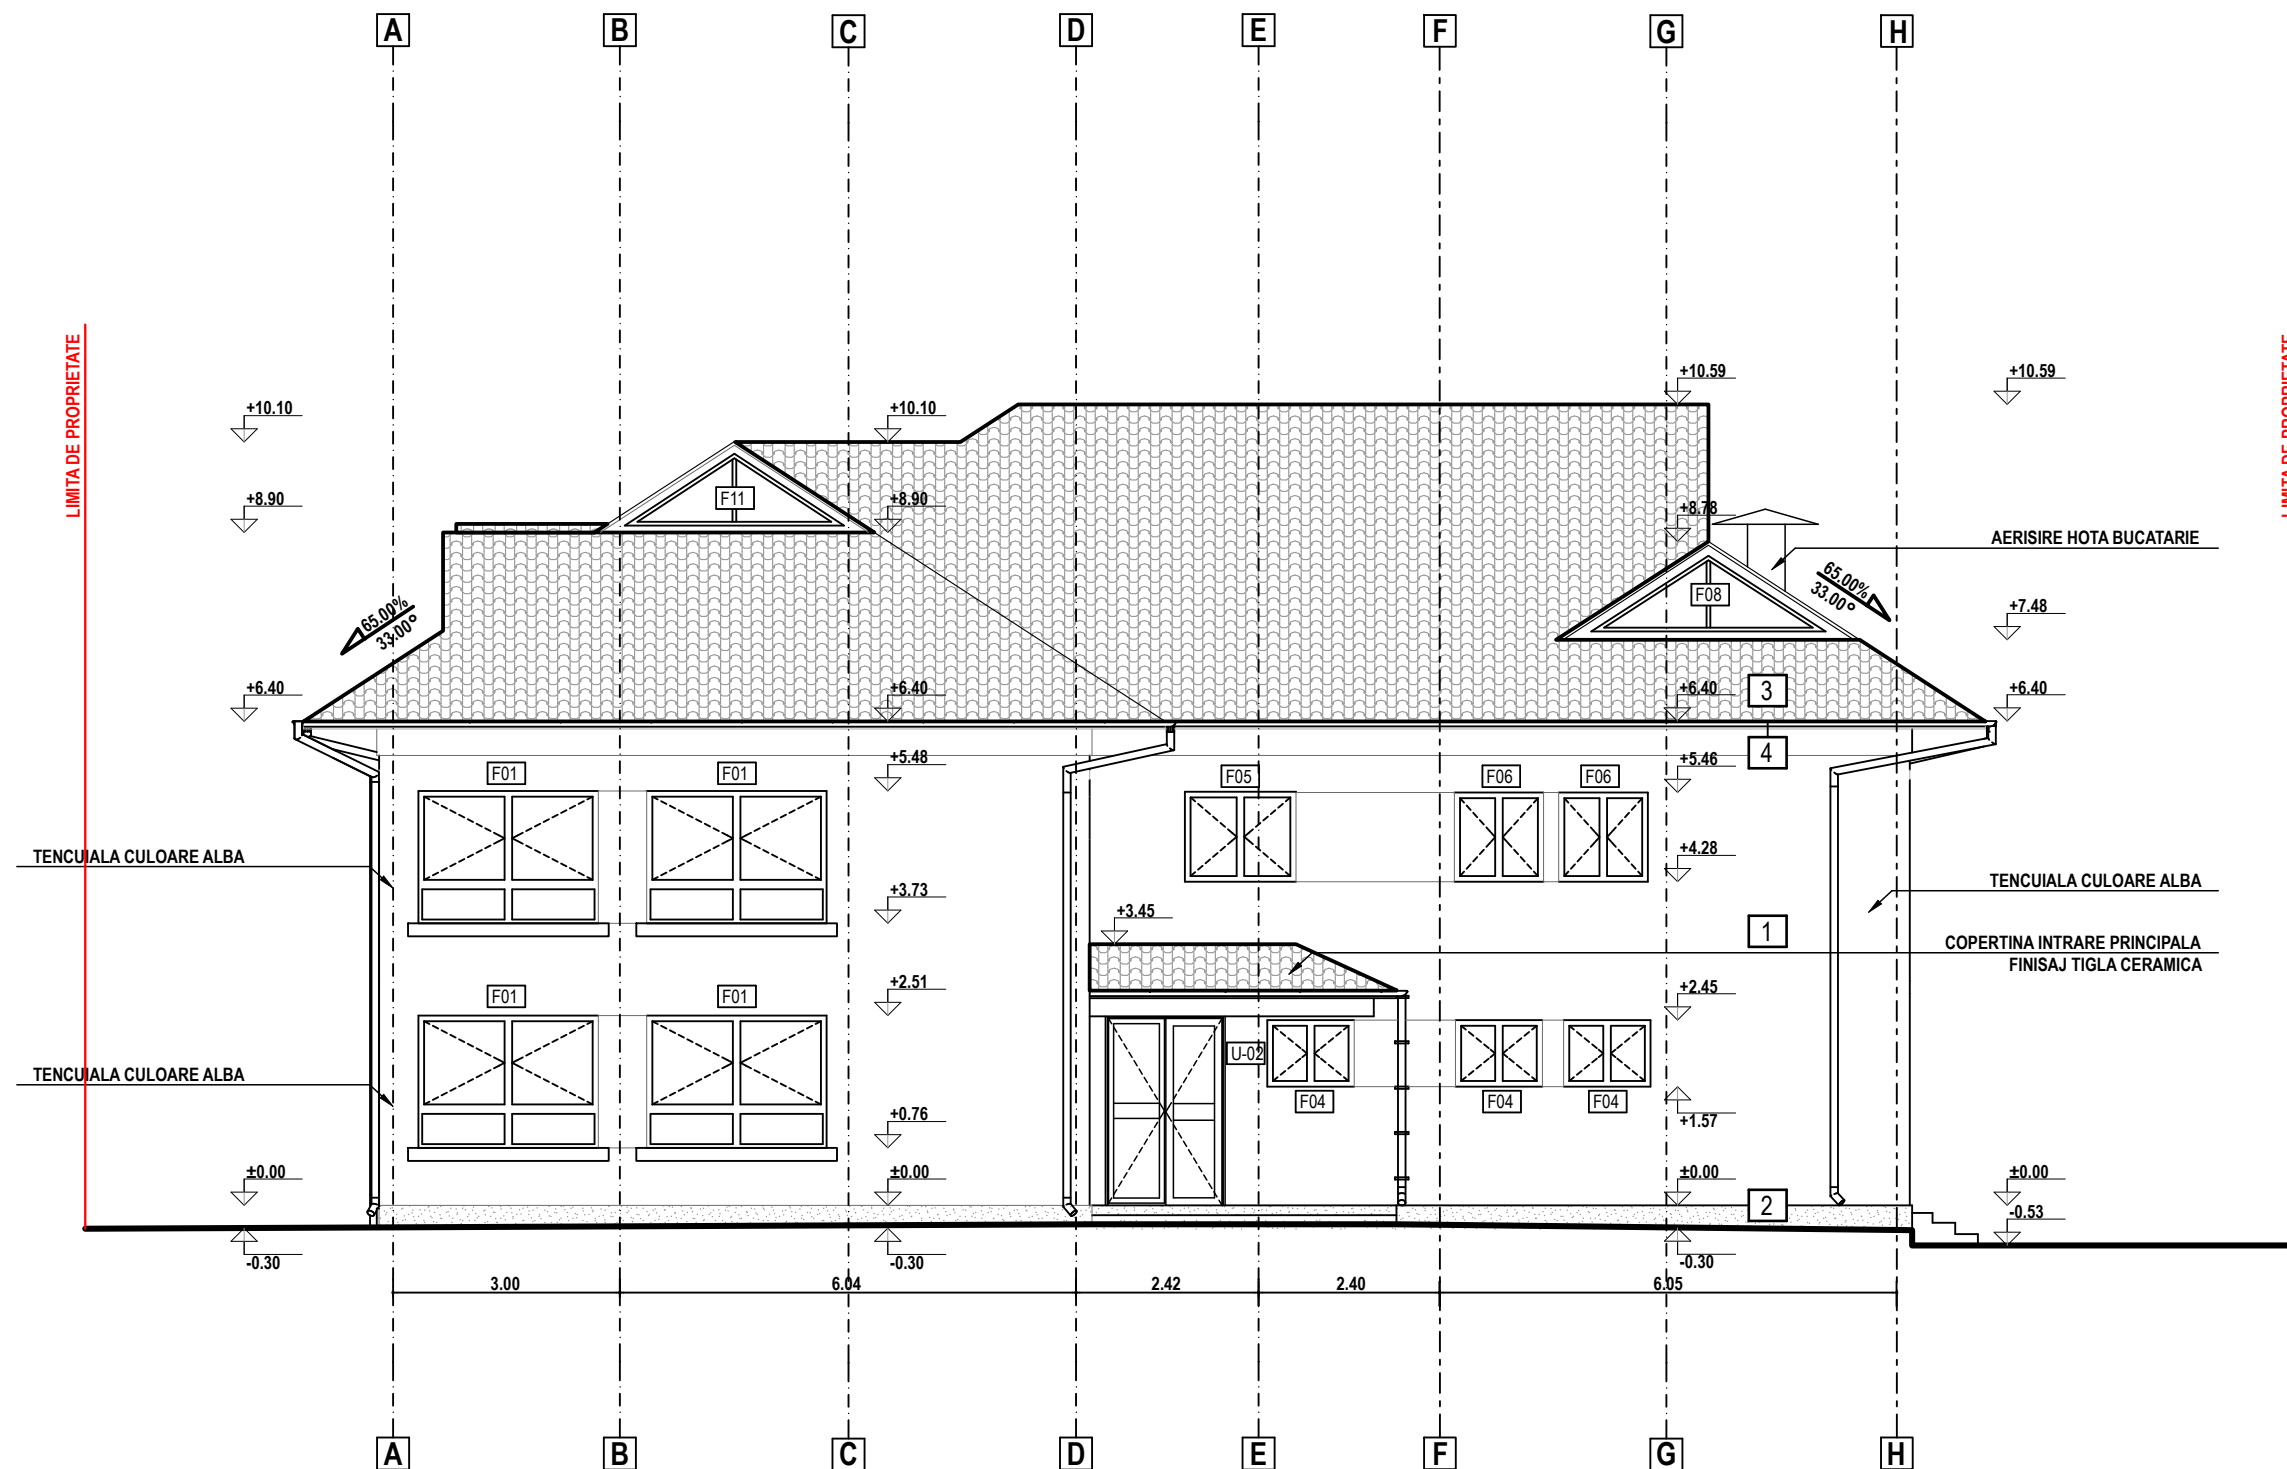 A B C D E F G H
LIMITA DE PROPRIETATE
LIMITA DE PROPRIETATE
+10.59 +10.59
+10.10 +10.10
F11
+8.90 +8.90 +8.78
AERISIRE HOTA BUCATARIE
65.00%
33.00°
65.00%
33.00°
F08
+7.48
+6.40 +6.40 +6.40 3 +6.40
4
F01 F01 +5.48 F05 F06 F06 +5.46
TENCUIALA CULOARE ALBA
+4.28
TENCUIALA CULOARE ALBA
+3.73
+3.45
1
COPERTINA INTRARE PRINCIPALA
FINISAJ TIGLA CERAMICA
F01 F01 +2.51 +2.45
U-02
TENCUIALA CULOARE ALBA
F04 F04 F04
+0.76 +1.57
±0.00 ±0.00 ±0.00 ±0.00
2
-0.53
-0.30 -0.30 -0.30
3.00 6.04 2.42 2.40 6.05
A B C D E F G H